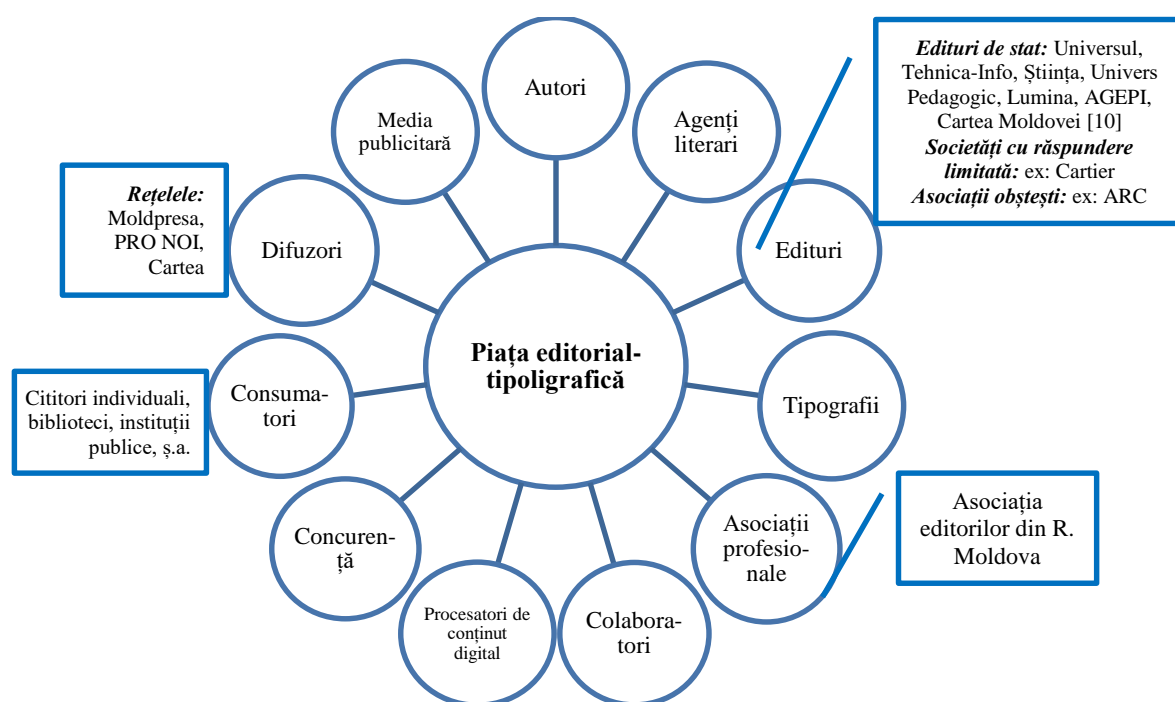 Autori
Agenți
literari
Edituri de stat: Universul,
Tehnica-Info, Știința, Univers
Pedagogic, Lumina, AGEPI,
Cartea Moldovei [10]
Societăți cu răspundere
limitată: ex: Cartier
Asociații obștești: ex: ARC
Edituri
Tipografii
Asociații
profesio-
nale
Asociația
editorilor din R.
Moldova
Colabora-
tori
Procesatori de
conținut
digital
Concuren-
ță
Consuma-
tori
Cititori individuali,
biblioteci, instituții
publice, ș.a.
Difuzori
Rețelele:
Moldpresa,
PRO NOI,
Cartea
Media
publicitară
Piața editorial-
tipoligrafică